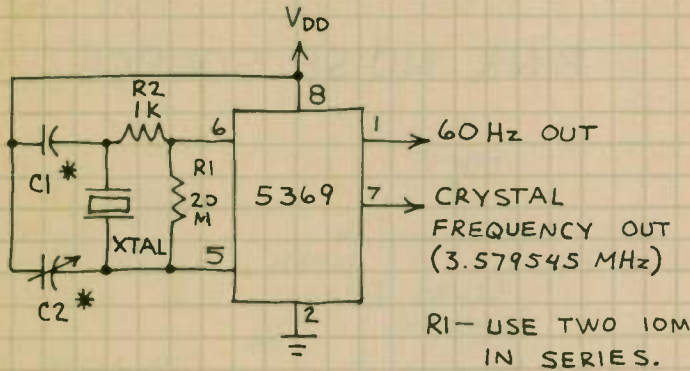 VDD
R2
1K
8
6
1
60 Hz OUT
C1 *
R1
20
M
5369
7
CRYSTAL
FREQUENCY OUT
(3.579545 MHz)
XTAL
5
C2 *
2
R1 – USE TWO 10M
IN SERIES.